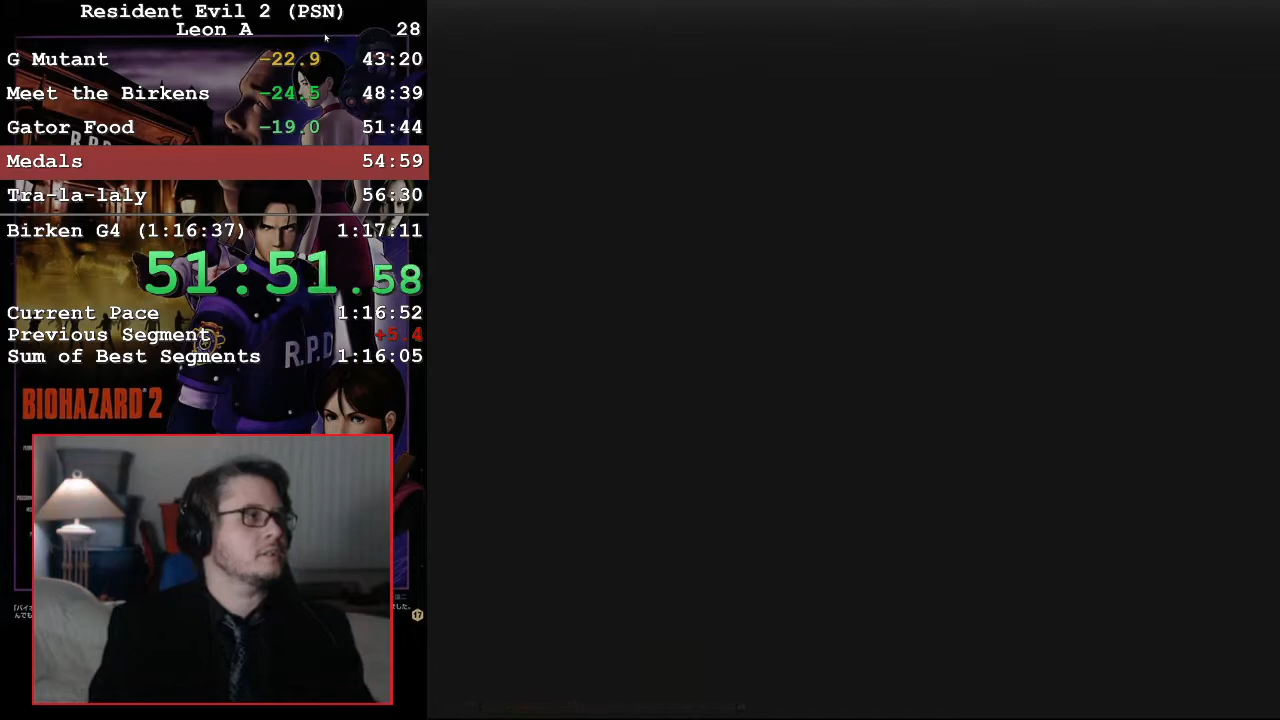 Resident Evil 2 (PSN)
Leon A 28
G Mutant -22.9 43:20
Meet the Birkens -24.5 48:39
Gator Food -19.0 51:44
Medals 54:59
Tra-la-laly 56:30
Birken G4 (1:16:37) 1:17:11
51:51.58
Current Pace 1:16:52
Previous Segment +5.4
Sum of Best Segments 1:16:05
R.P.D
BIOHAZARD 2
17